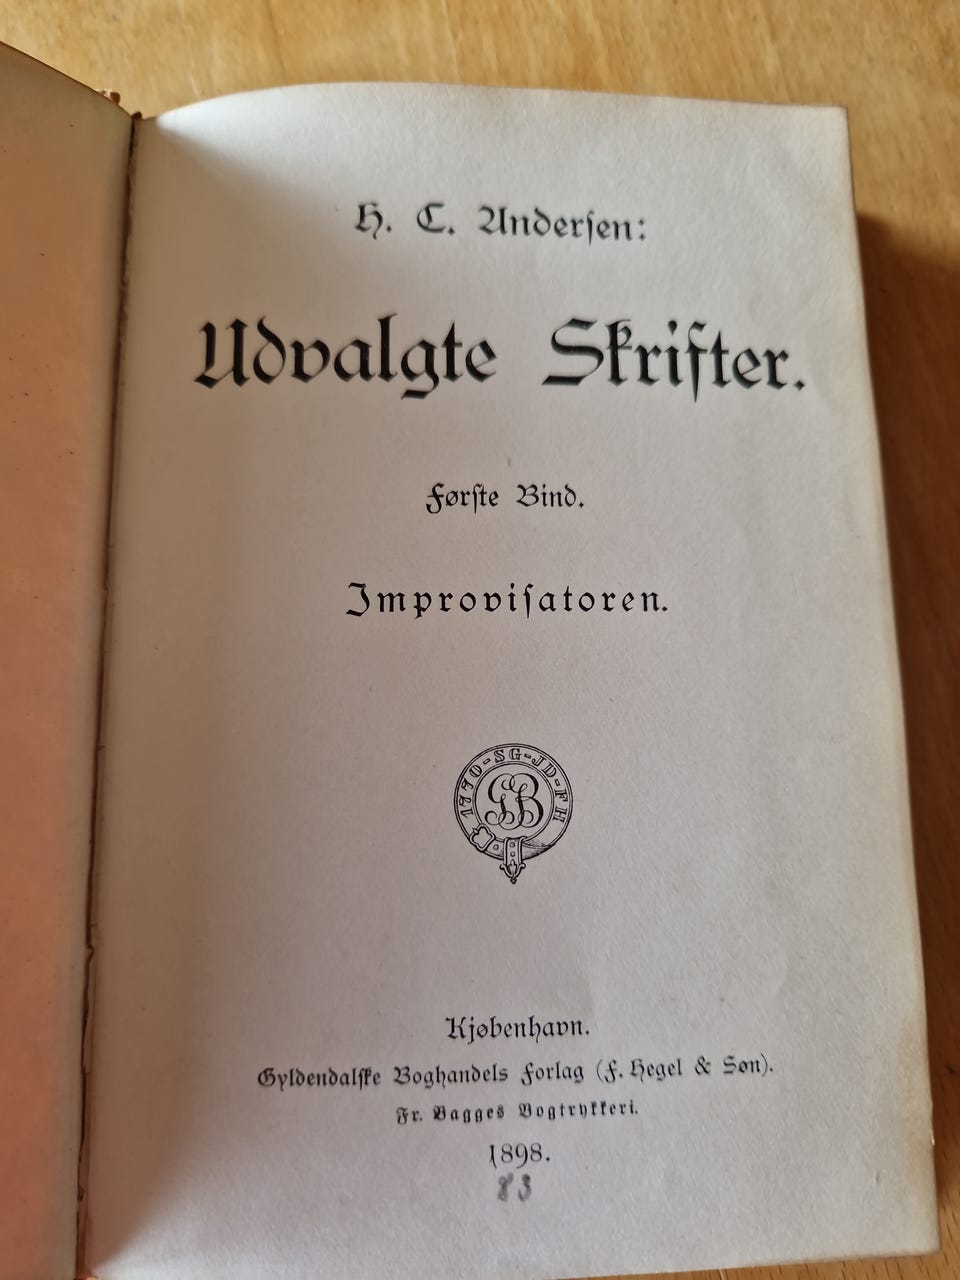 H. C. Andersen:
Udvalgte Skrifter.
Første Bind.
Improvisatoren.
1770-SG-JD-FH
GB
Kjøbenhavn.
Gyldendalske Boghandels Forlag (F. Hegel & Søn).
Fr. Bagges Bogtrykkeri.
1898.
83